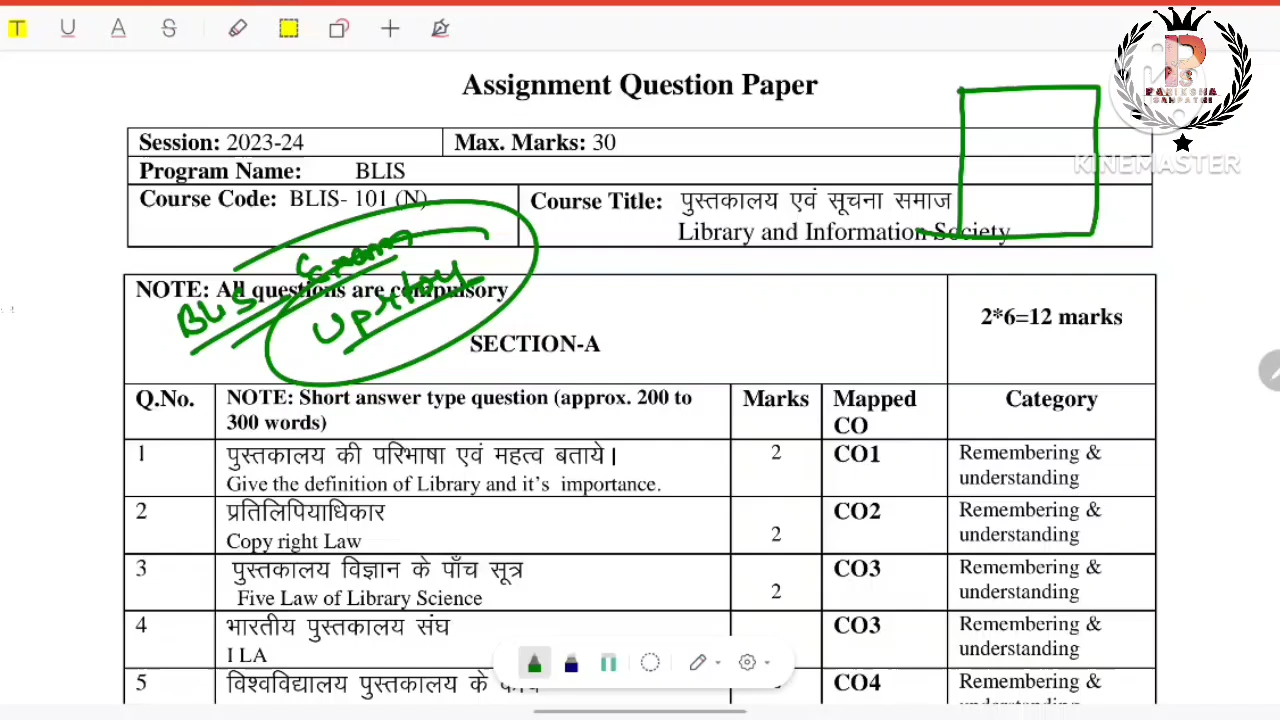 Assignment Question Paper
Session: 2023-24 Max. Marks: 30
Program Name: BLIS
Course Code: BLIS- 101 (N) Course Title: पुस्तकालय एवं सूचना समाज
Library and Information Society
NOTE: All questions are compulsory
2*6=12 marks
SECTION-A
BLIS Exam
Uprtou
Q.No. NOTE: Short answer type question (approx. 200 to 300 words) Marks Mapped CO Category
1 पुस्तकालय की परिभाषा एवं महत्व बताये। 2 CO1 Remembering & understanding
Give the definition of Library and it's importance.
2 प्रतिलिपियाधिकार CO2 Remembering & understanding
Copy right Law 2
3 पुस्तकालय विज्ञान के पाँच सूत्र CO3 Remembering & understanding
Five Law of Library Science 2
4 भारतीय पुस्तकालय संघ CO3 Remembering & understanding
I LA
5 विश्वविद्यालय पुस्तकालय के CO4 Remembering &
PARIKSHA
SANPATHI
KINEMASTER